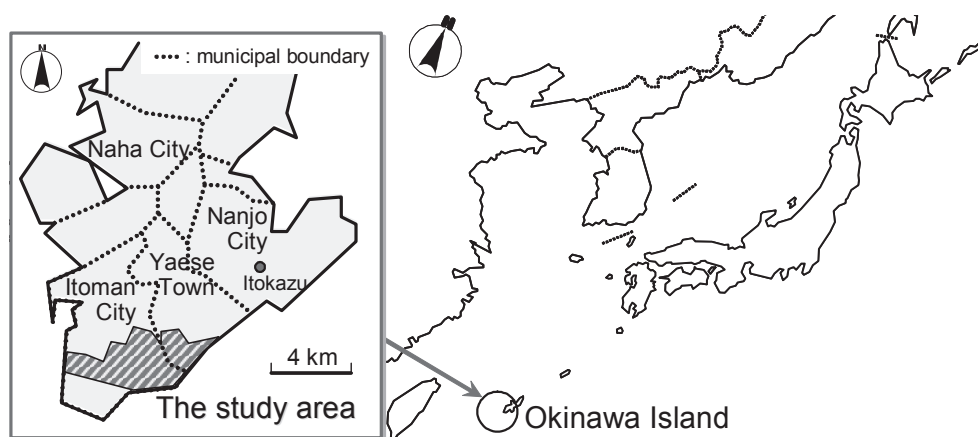 N
: municipal boundary
Naha City
Nanjo
City
Yaese
Town
Itokazu
Itoman
City
4 km
The study area
Okinawa Island